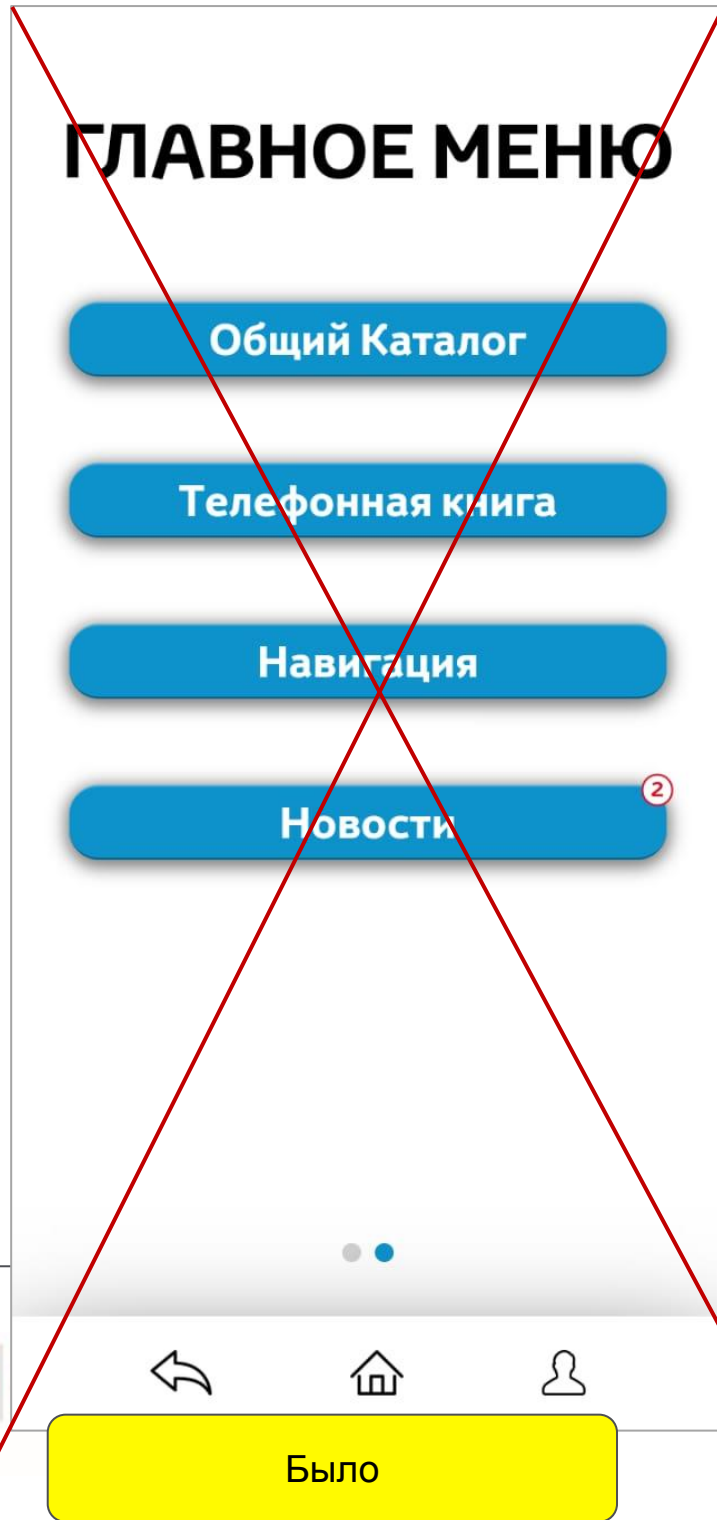 ГЛАВНОЕ МЕНЮ
Общий Каталог
Телефонная книга
Навигация
2
Новости
Было